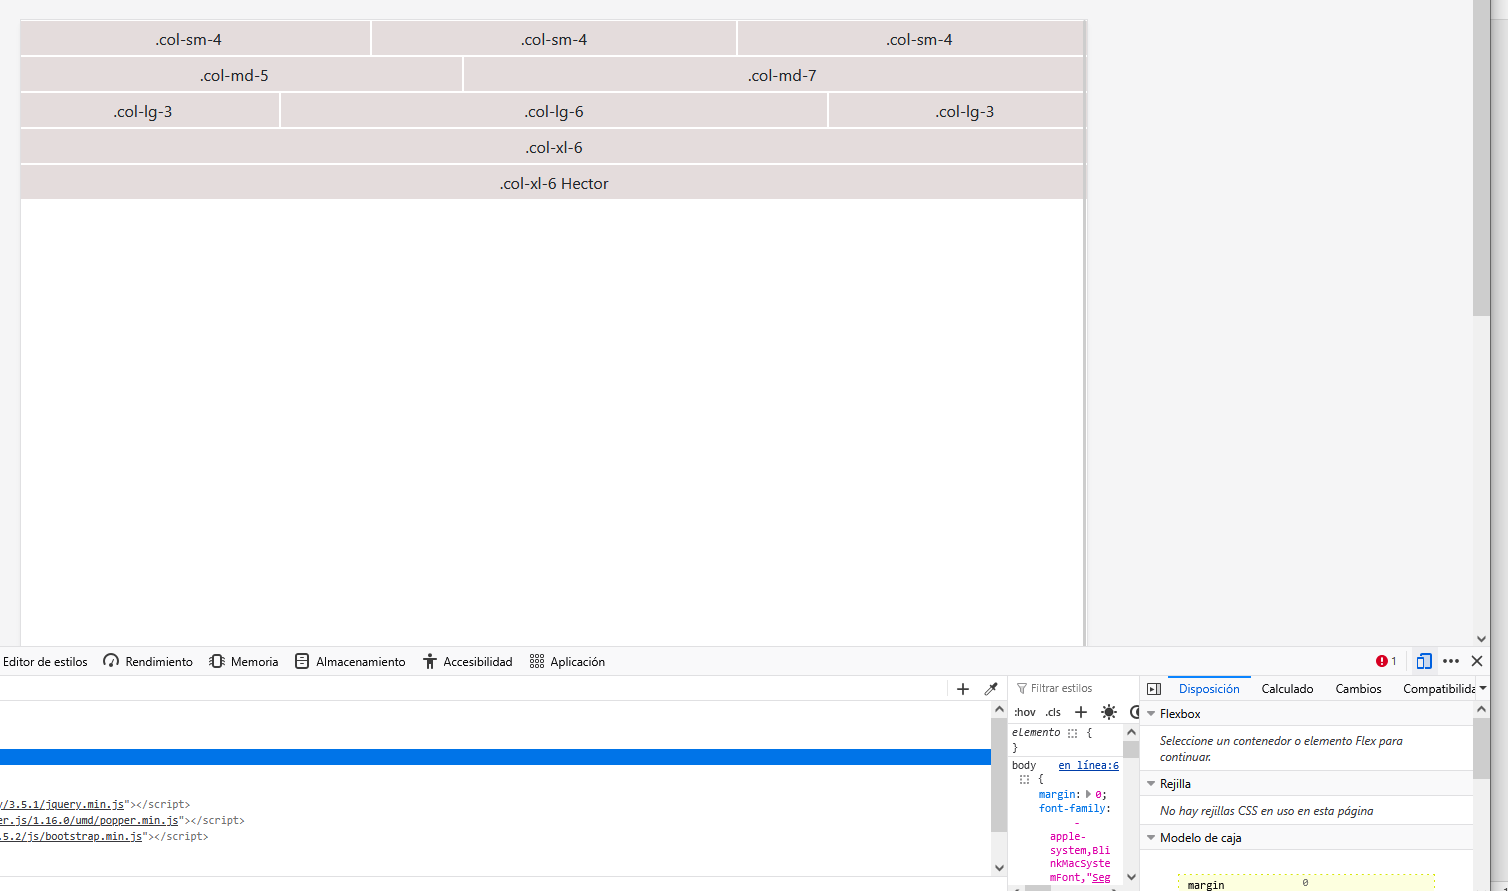 .col-sm-4 .col-sm-4 .col-sm-4
.col-md-5 .col-md-7
.col-lg-3 .col-lg-6 .col-lg-3
.col-xl-6
.col-xl-6 Hector
Editor de estilos Rendimiento Memoria Almacenamiento Accesibilidad Aplicación 1
Filtrar estilos
:hov .cls
elemento {
}
body en línea:6
{
margin: 0;
font-family:
-
apple-
system,Bli
nkMacSyste
mFont,"Seg
y/3.5.1/jquery.min.js"></script>
er.js/1.16.0/umd/popper.min.js"></script>
.5.2/js/bootstrap.min.js"></script>
Disposición Calculado Cambios Compatibilida
Flexbox
Seleccione un contenedor o elemento Flex para
continuar.
Rejilla
No hay rejillas CSS en uso en esta página
Modelo de caja
margin 0